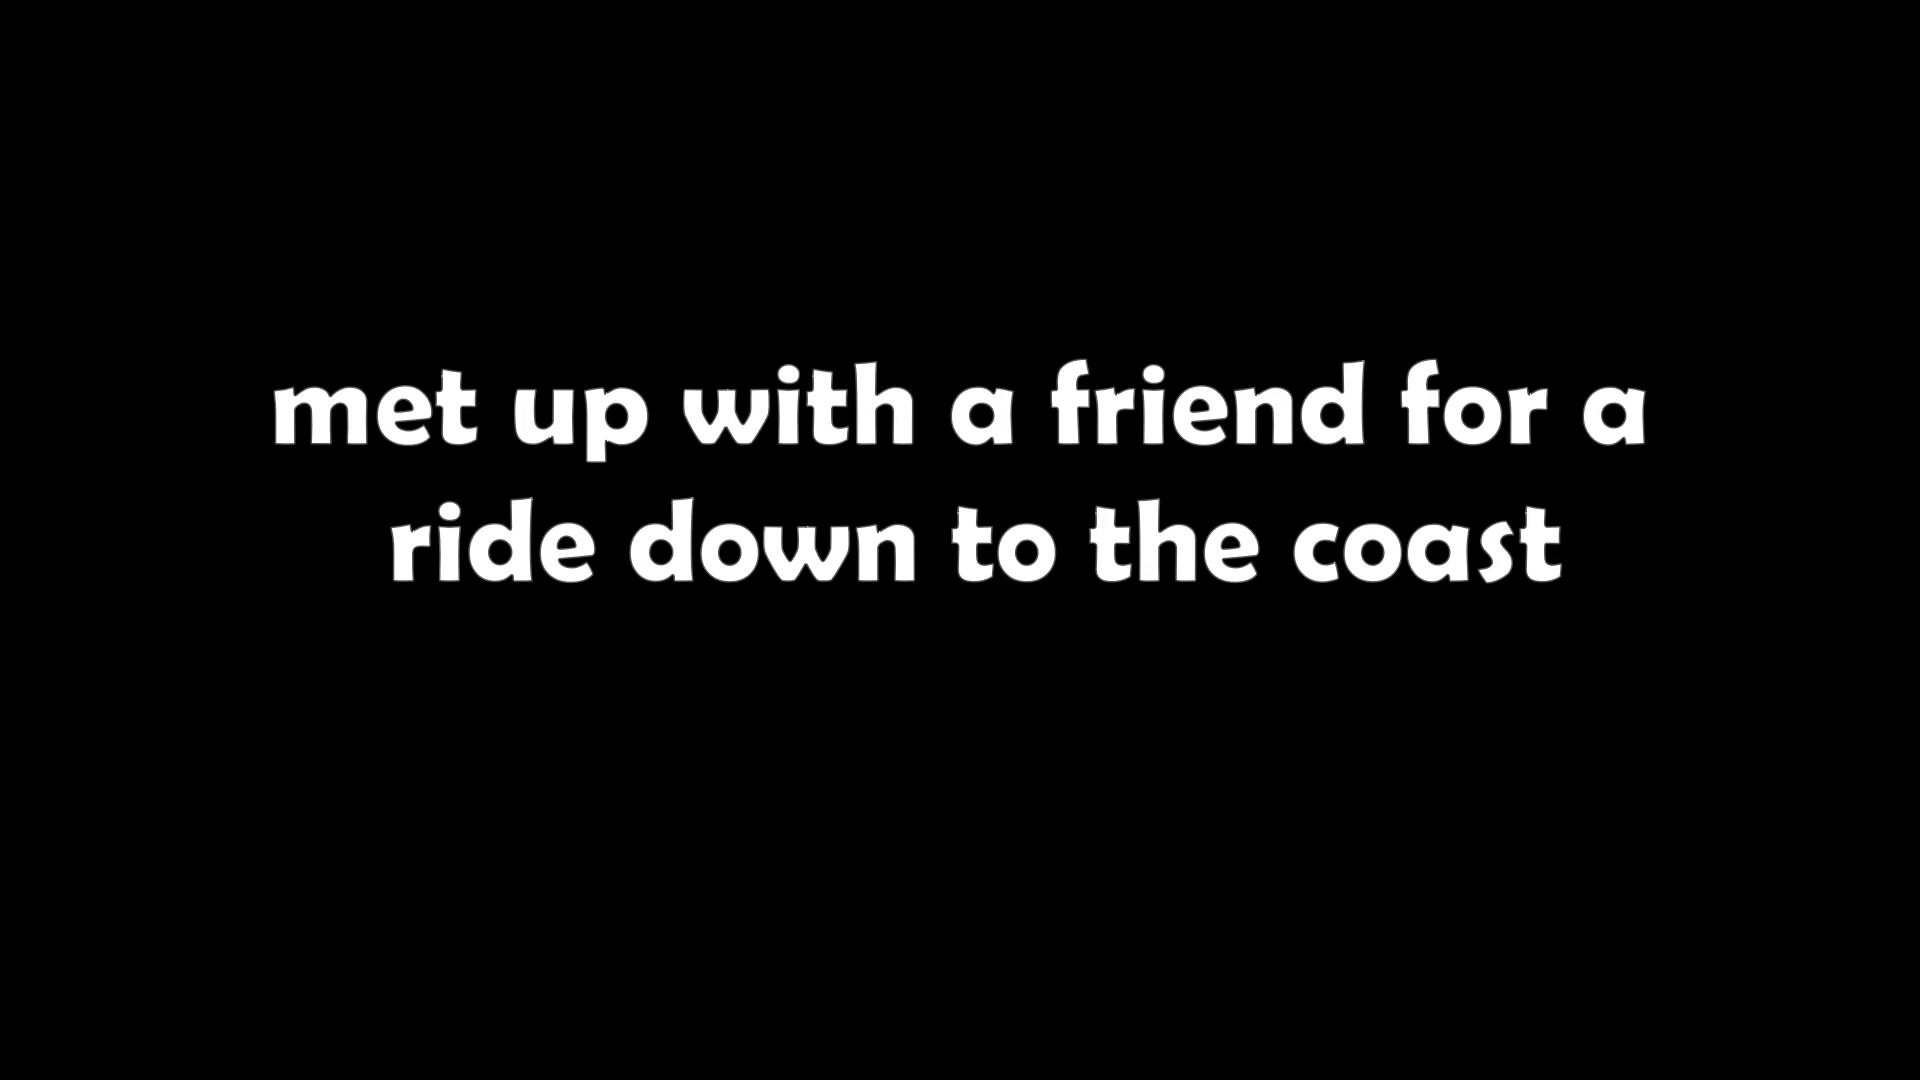 met up with a friend for a
ride down to the coast